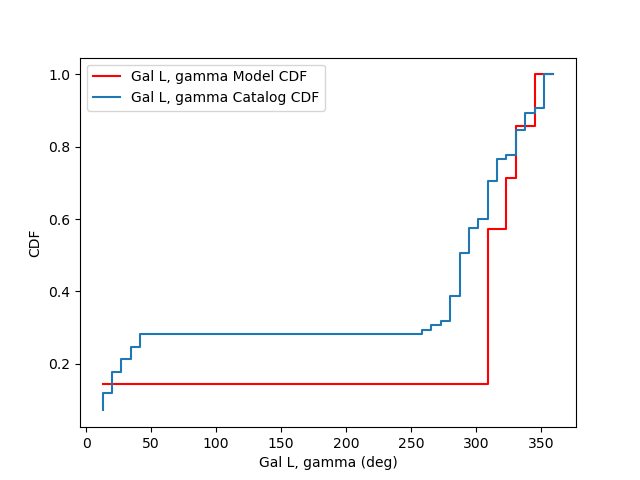 Gal L, gamma Model CDF
Gal L, gamma Catalog CDF
1.0
0.8
0.6
0.4
0.2
CDF
0 50 100 150 200 250 300 350
Gal L, gamma (deg)